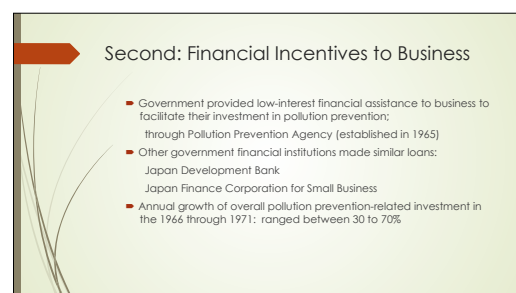 Second: Financial Incentives to Business
Government provided low-interest financial assistance to business to
facilitate their investment in pollution prevention;
through Pollution Prevention Agency (established in 1965)
Other government financial institutions made similar loans:
Japan Development Bank
Japan Finance Corporation for Small Business
Annual growth of overall pollution prevention-related investment in
the 1966 through 1971: ranged between 30 to 70%